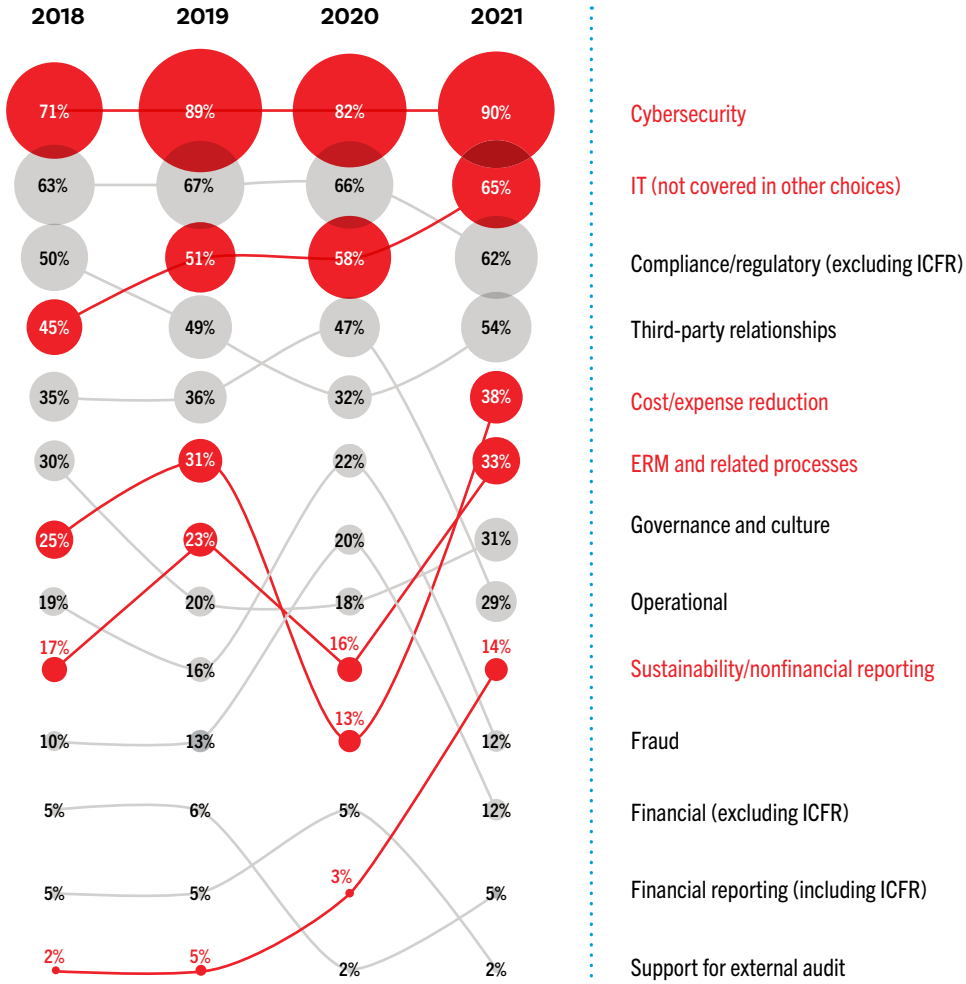 2018 2019 2020 2021
71% 89% 82% 90% Cybersecurity
63% 67% 66% 65% IT (not covered in other choices)
50% 51% 58% 62% Compliance/regulatory (excluding ICFR)
45% 49% 47% 54% Third-party relationships
35% 36% 32% 38% Cost/expense reduction
30% 31% 22% 33% ERM and related processes
25% 23% 20% 31% Governance and culture
19% 20% 18% 29% Operational
17% 16% 16% 14% Sustainability/nonfinancial reporting
10% 13% 13% 12% Fraud
5% 6% 5% 12% Financial (excluding ICFR)
5% 5% 3% 5% Financial reporting (including ICFR)
2% 5% 2% 2% Support for external audit